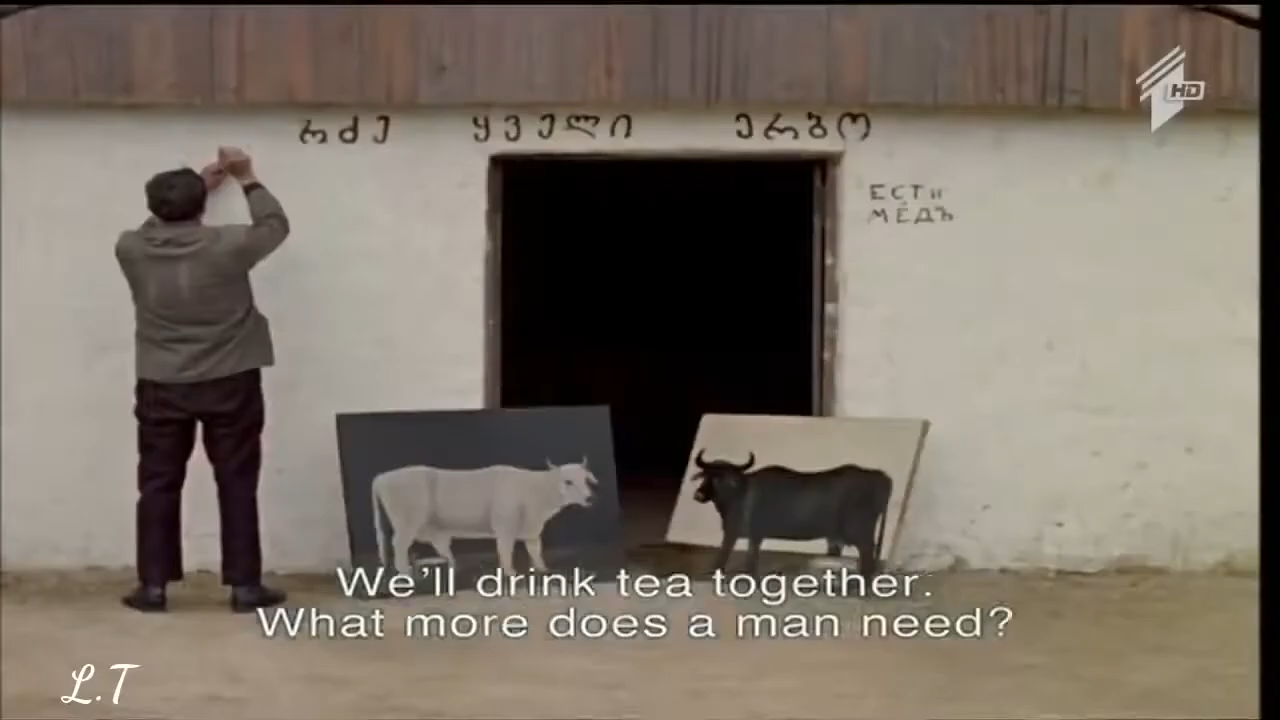 HD
რძე ყველი ერბო
ЕСТИ
МЁДЪ
We'll drink tea together.
What more does a man need?
L.T